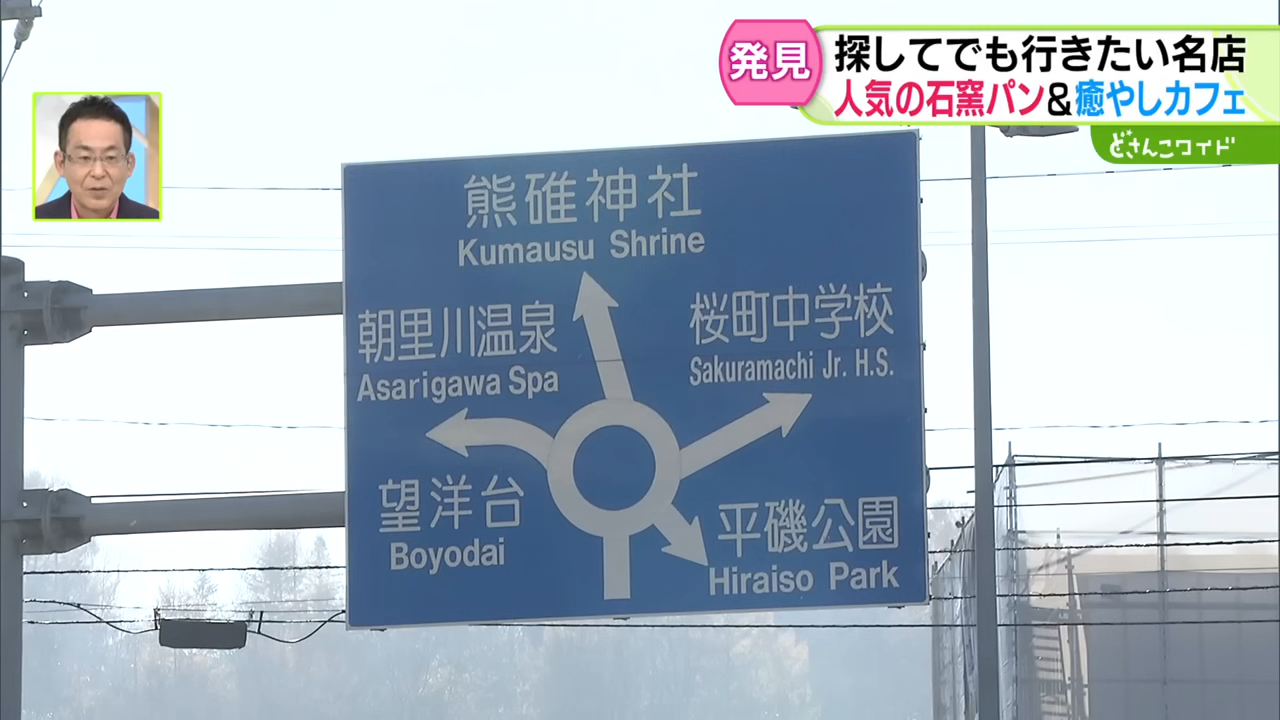 発見
探してでも行きたい名店
人気の石窯パン&癒やしカフェ
どさんこワイド
熊碓神社
Kumausu Shrine
朝里川温泉
Asarigawa Spa
桜町中学校
Sakuramachi Jr. H.S.
望洋台
Boyodai
平磯公園
Hiraiso Park